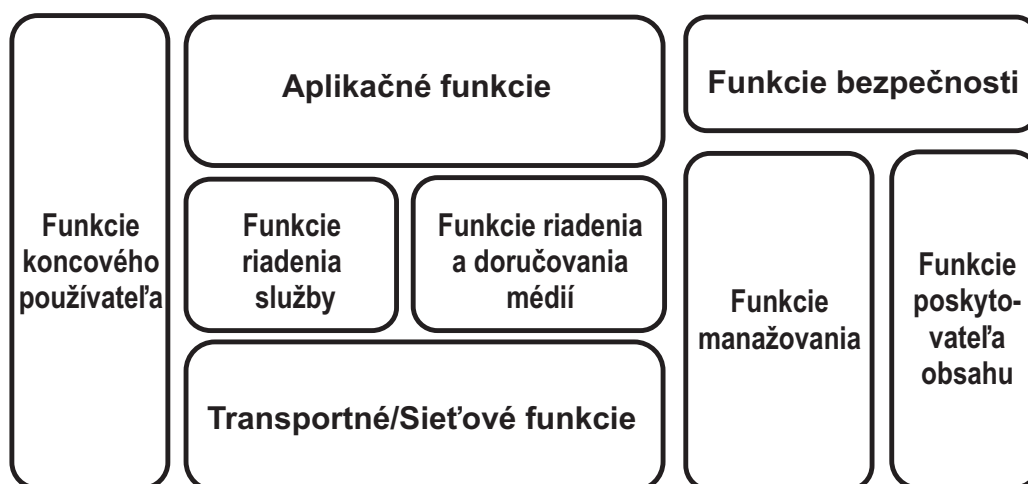 Funkcie
koncového
používateľa
Aplikačné funkcie
Funkcie
riadenia
služby
Funkcie riadenia
a doručovania
médií
Transportné/Sieťové funkcie
Funkcie bezpečnosti
Funkcie
manažovania
Funkcie
poskyto-
vateľa
obsahu